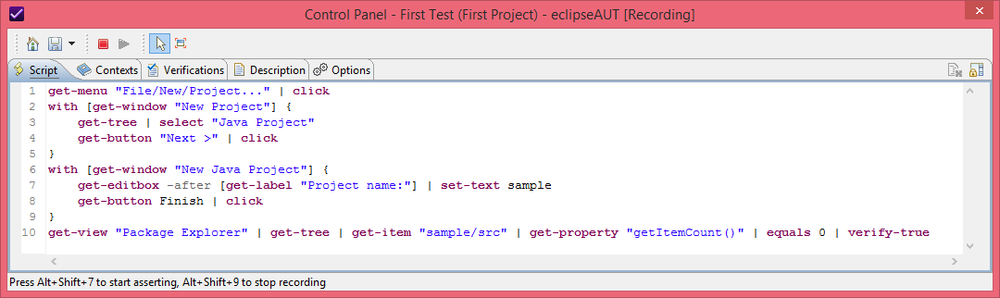 Control Panel - First Test (First Project) - eclipseAUT [Recording]
Script Contexts Verifications Description Options
1 get-menu "File/New/Project..." | click
2 with [get-window "New Project"] {
3     get-tree | select "Java Project"
4     get-button "Next >" | click
5 }
6 with [get-window "New Java Project"] {
7     get-editbox -after [get-label "Project name:"] | set-text sample
8     get-button Finish | click
9 }
10 get-view "Package Explorer" | get-tree | get-item "sample/src" | get-property "getItemCount()" | equals 0 | verify-true
Press Alt+Shift+7 to start asserting, Alt+Shift+9 to stop recording